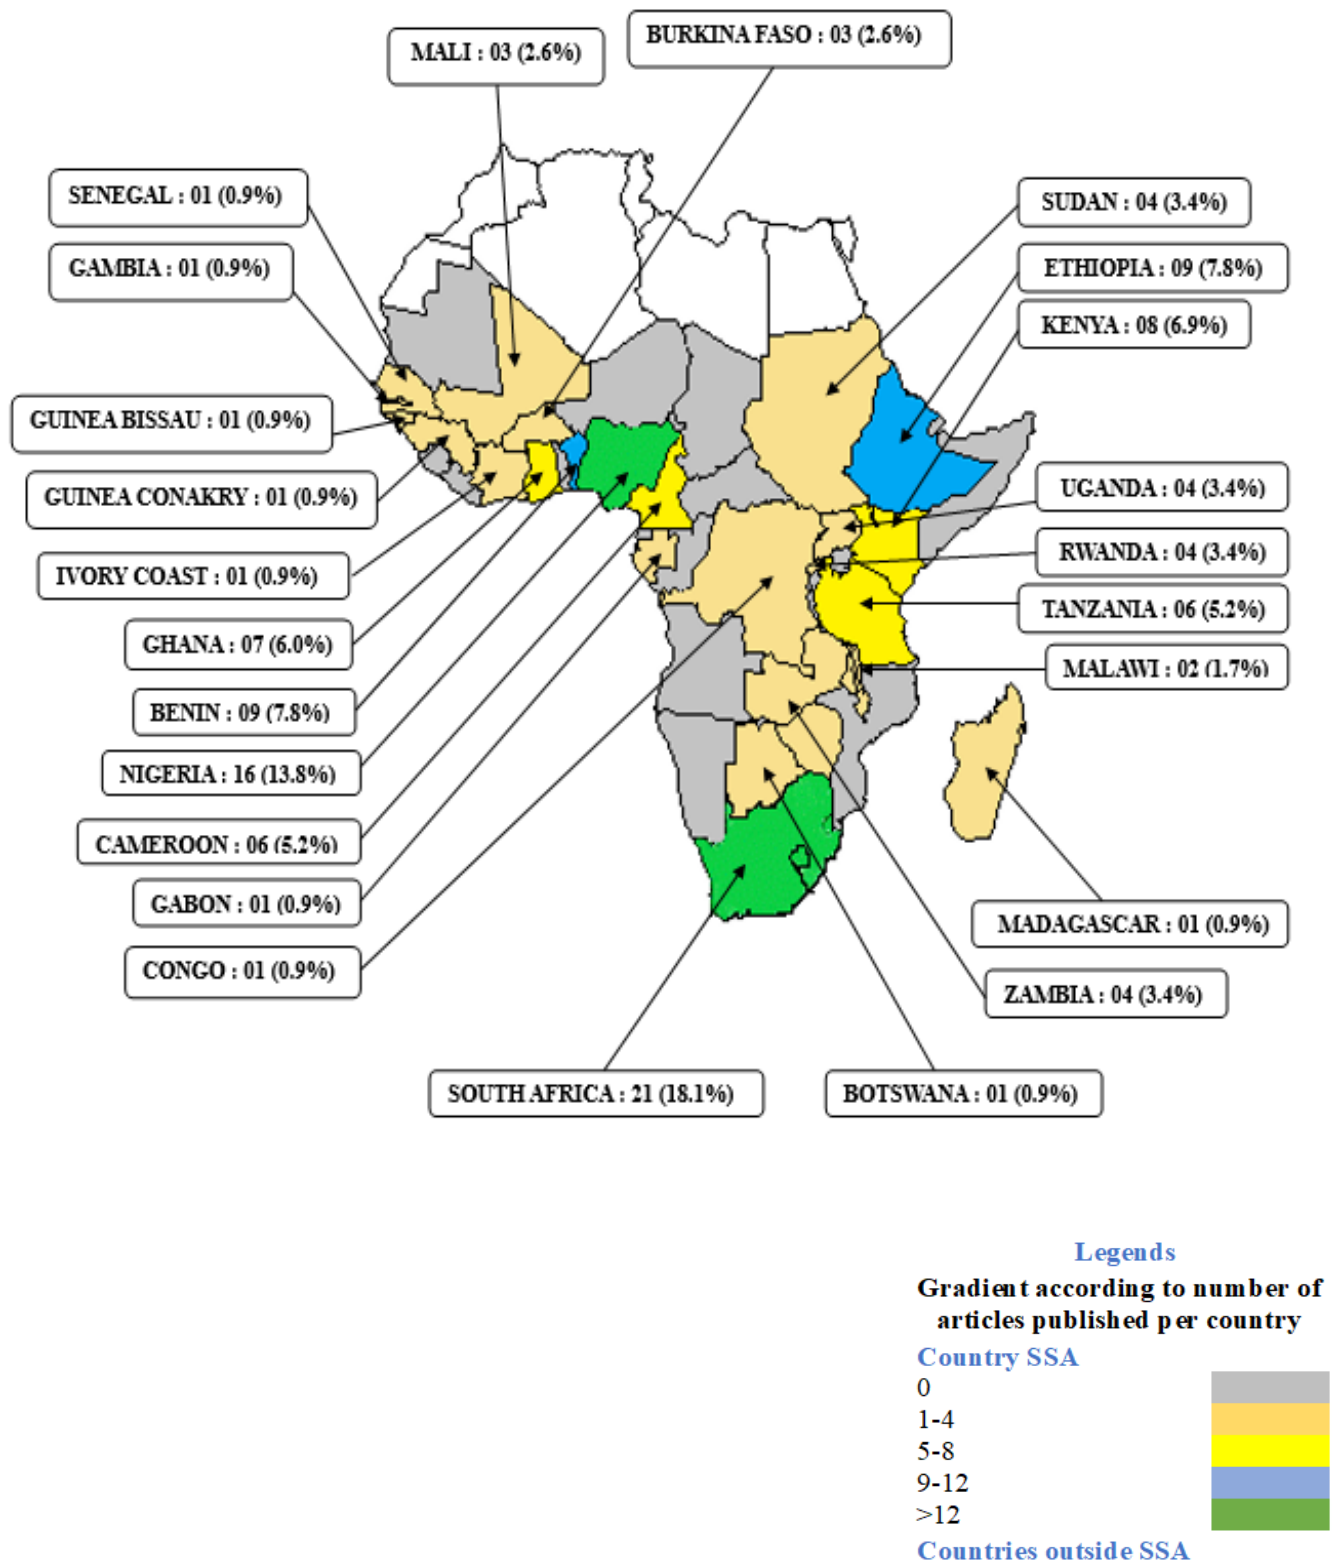 BURKINA FASO : 03 (2.6%)
MALI : 03 (2.6%)
SENEGAL : 01 (0.9%)
GAMBIA : 01 (0.9%)
GUINEA BISSAU : 01 (0.9%)
GUINEA CONAKRY : 01 (0.9%)
IVORY COAST : 01 (0.9%)
GHANA : 07 (6.0%)
BENIN : 09 (7.8%)
NIGERIA : 16 (13.8%)
CAMEROON : 06 (5.2%)
GABON : 01 (0.9%)
CONGO : 01 (0.9%)
SUDAN : 04 (3.4%)
ETHIOPIA : 09 (7.8%)
KENYA : 08 (6.9%)
UGANDA : 04 (3.4%)
RWANDA : 04 (3.4%)
TANZANIA : 06 (5.2%)
MALAWI : 02 (1.7%)
MADAGASCAR : 01 (0.9%)
ZAMBIA : 04 (3.4%)
SOUTH AFRICA : 21 (18.1%)
BOTSWANA : 01 (0.9%)
Legends
Gradient according to number of
articles published per country
Country SSA
0
1-4
5-8
9-12
>12
Countries outside SSA